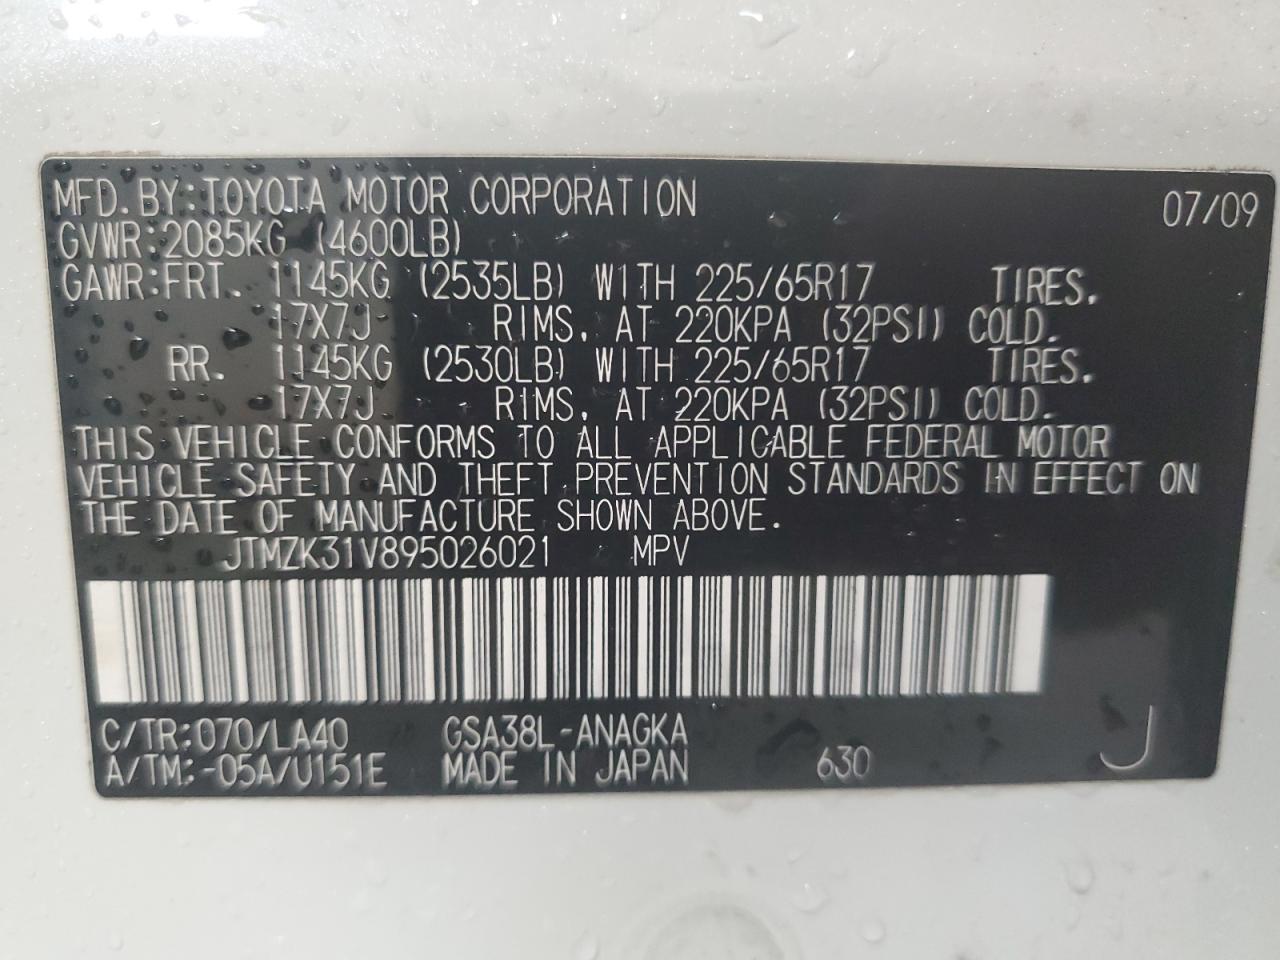 MFD. BY: TOYOTA MOTOR CORPORATION 07/09
GVWR: 2085KG (4600LB)
GAWR: FRT. 1145KG (2535LB) WITH 225/65R17 TIRES.
17X7J RIMS, AT 220KPA (32PSI) COLD.
RR. 1145KG (2530LB) WITH 225/65R17 TIRES.
17X7J RIMS, AT 220KPA (32PSI) COLD.
THIS VEHICLE CONFORMS TO ALL APPLICABLE FEDERAL MOTOR
VEHICLE SAFETY AND THEFT PREVENTION STANDARDS IN EFFECT ON
THE DATE OF MANUFACTURE SHOWN ABOVE.
JTMZK31V895026021 MPV
C/TR: 070/LA40 GSA38L-ANAGKA
A/TM: -05A/U151E MADE IN JAPAN 630 J